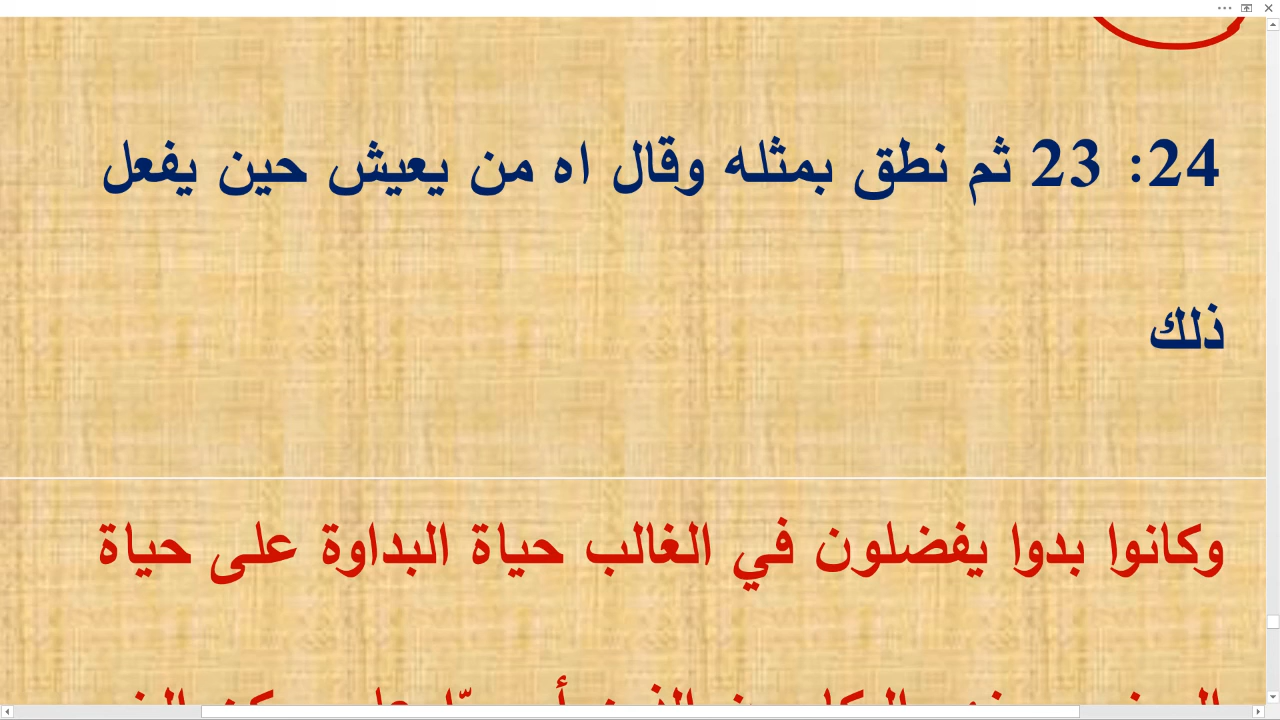 24: 23 ثم نطق بمثله وقال اه من يعيش حين يفعل
ذلك
وكانوا بدوا يفضلون في الغالب حياة البداوة على حياة